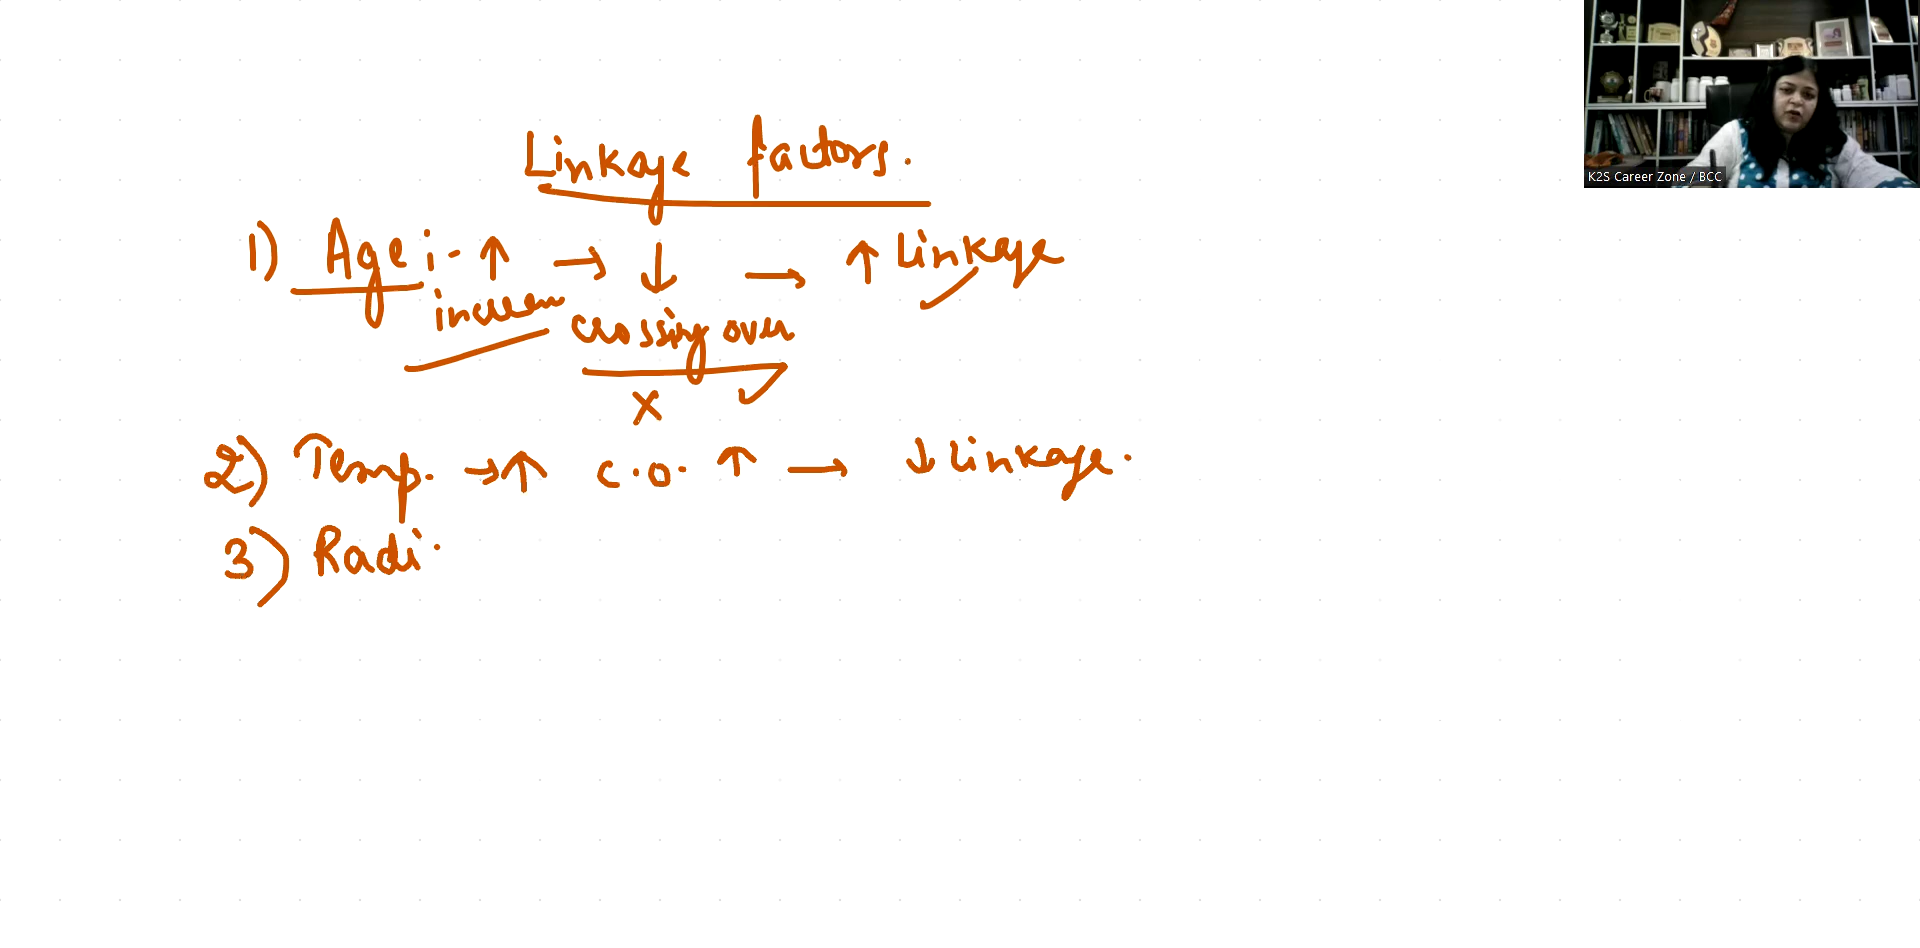 Linkage factors.
1) Age :- ↑ → ↓ → ↑ Linkage
increase crossing over
x
2) Temp. → ↑ C.O. ↑ → ↓ Linkage.
3) Radi.
K2S Career Zone / BCC